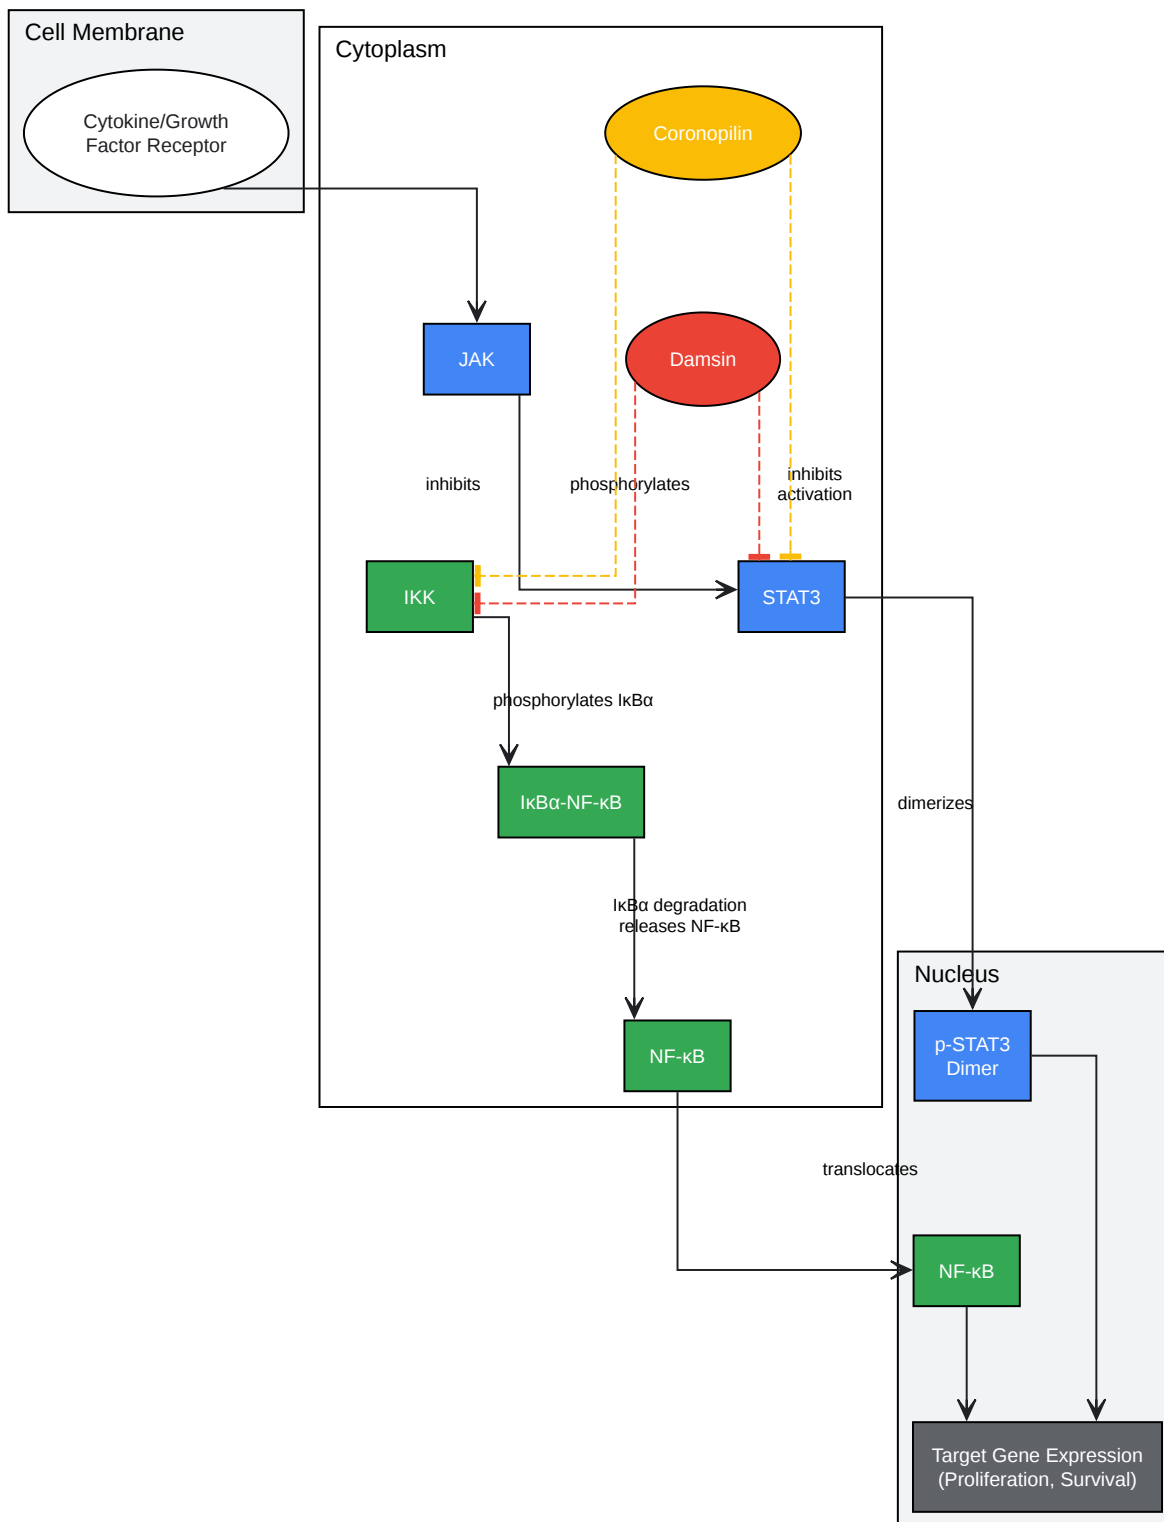 Cell Membrane
Cytokine/Growth
Factor Receptor
Cytoplasm
Coronopilin
JAK
Damsin
inhibits
phosphorylates
inhibits
activation
IKK
STAT3
phosphorylates IκBα
IκBα-NF-κB
dimerizes
IκBα degradation
releases NF-κB
Nucleus
NF-κB
p-STAT3
Dimer
translocates
NF-κB
Target Gene Expression
(Proliferation, Survival)